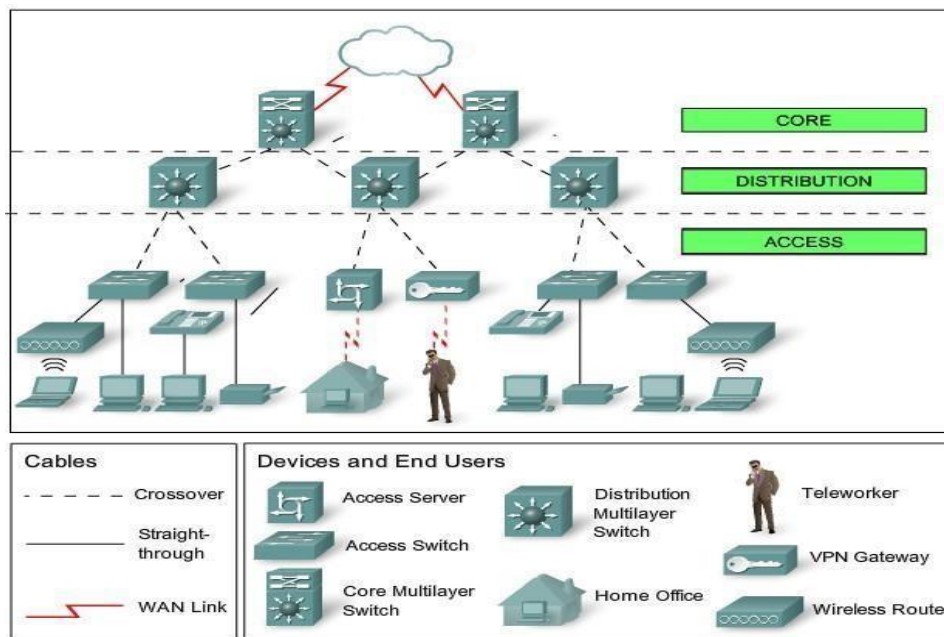 CORE
DISTRIBUTION
ACCESS
Cables
Crossover
Straight-
through
WAN Link
Devices and End Users
Access Server
Access Switch
Core Multilayer
Switch
Distribution
Multilayer
Switch
Home Office
Teleworker
VPN Gateway
Wireless Route